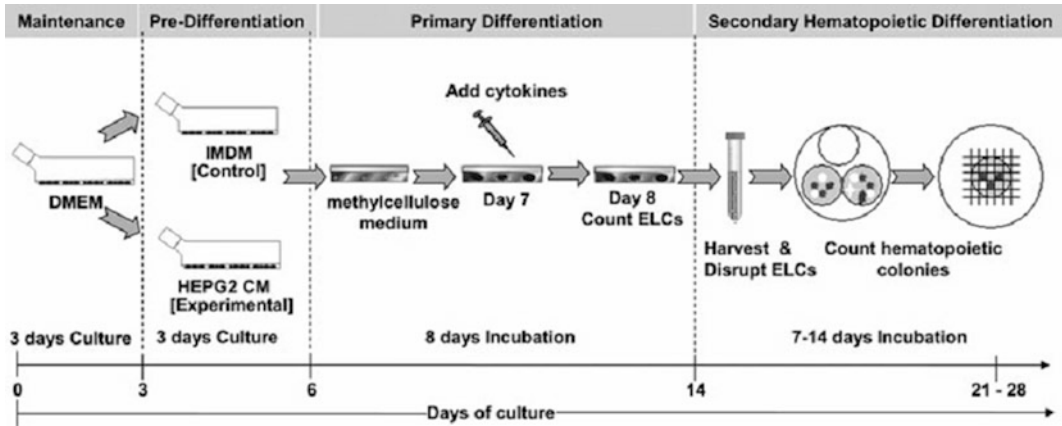 Maintenance
Pre-Differentiation
Primary Differentiation
Secondary Hematopoietic Differentiation
DMEM
IMDM
[Control]
HEPG2 CM
[Experimental]
methylcellulose
medium
Add cytokines
Day 7
Day 8
Count ELCs
Harvest &
Disrupt ELCs
Count hematopoietic
colonies
3 days Culture
3 days Culture
8 days Incubation
7-14 days Incubation
0
3
6
14
21 - 28
Days of culture